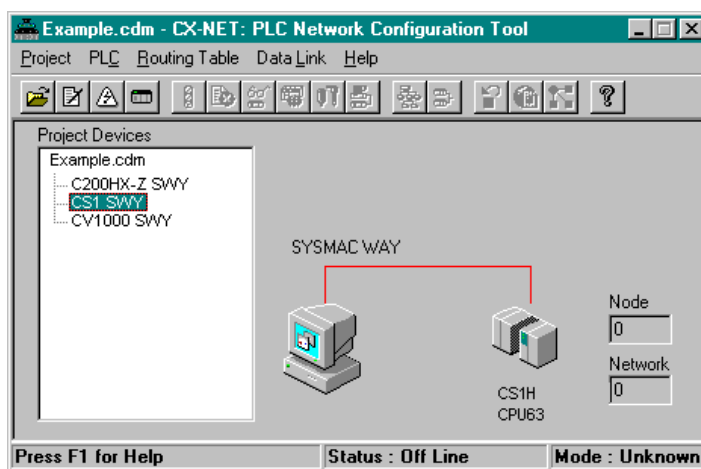 Example.cdm - CX-NET: PLC Network Configuration Tool
Project PLC Routing Table Data Link Help
Project Devices
Example.cdm
C200HX-Z SWY
CS1 SWY
CV1000 SWY
SYSMAC WAY
Node
0
Network
0
CS1H
CPU63
Press F1 for Help Status : Off Line Mode : Unknown